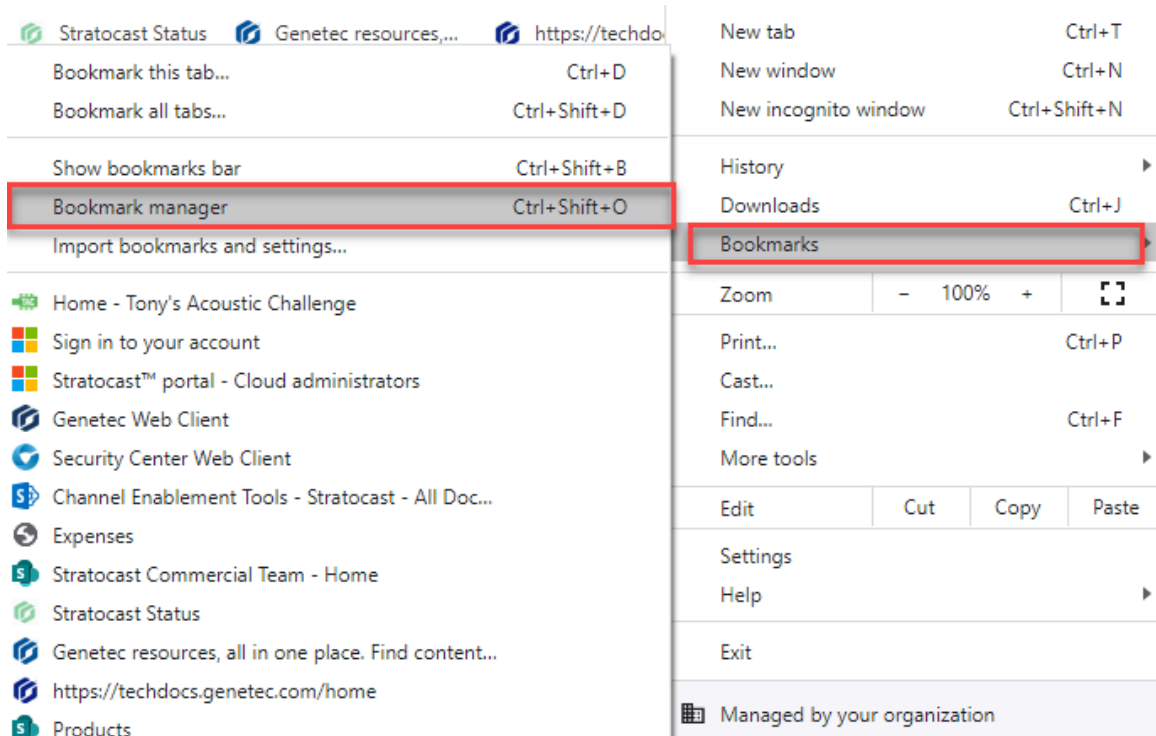 Stratocast Status Genetec resources,... https://techdo
Bookmark this tab... Ctrl+D
Bookmark all tabs... Ctrl+Shift+D
Show bookmarks bar Ctrl+Shift+B
Bookmark manager Ctrl+Shift+O
Import bookmarks and settings...
Home - Tony's Acoustic Challenge
Sign in to your account
Stratocast™ portal - Cloud administrators
Genetec Web Client
Security Center Web Client
Channel Enablement Tools - Stratocast - All Doc...
Expenses
Stratocast Commercial Team - Home
Stratocast Status
Genetec resources, all in one place. Find content...
https://techdocs.genetec.com/home
Products
New tab Ctrl+T
New window Ctrl+N
New incognito window Ctrl+Shift+N
History
Downloads Ctrl+J
Bookmarks
Zoom - 100% +
Print... Ctrl+P
Cast...
Find... Ctrl+F
More tools
Edit Cut Copy Paste
Settings
Help
Exit
Managed by your organization